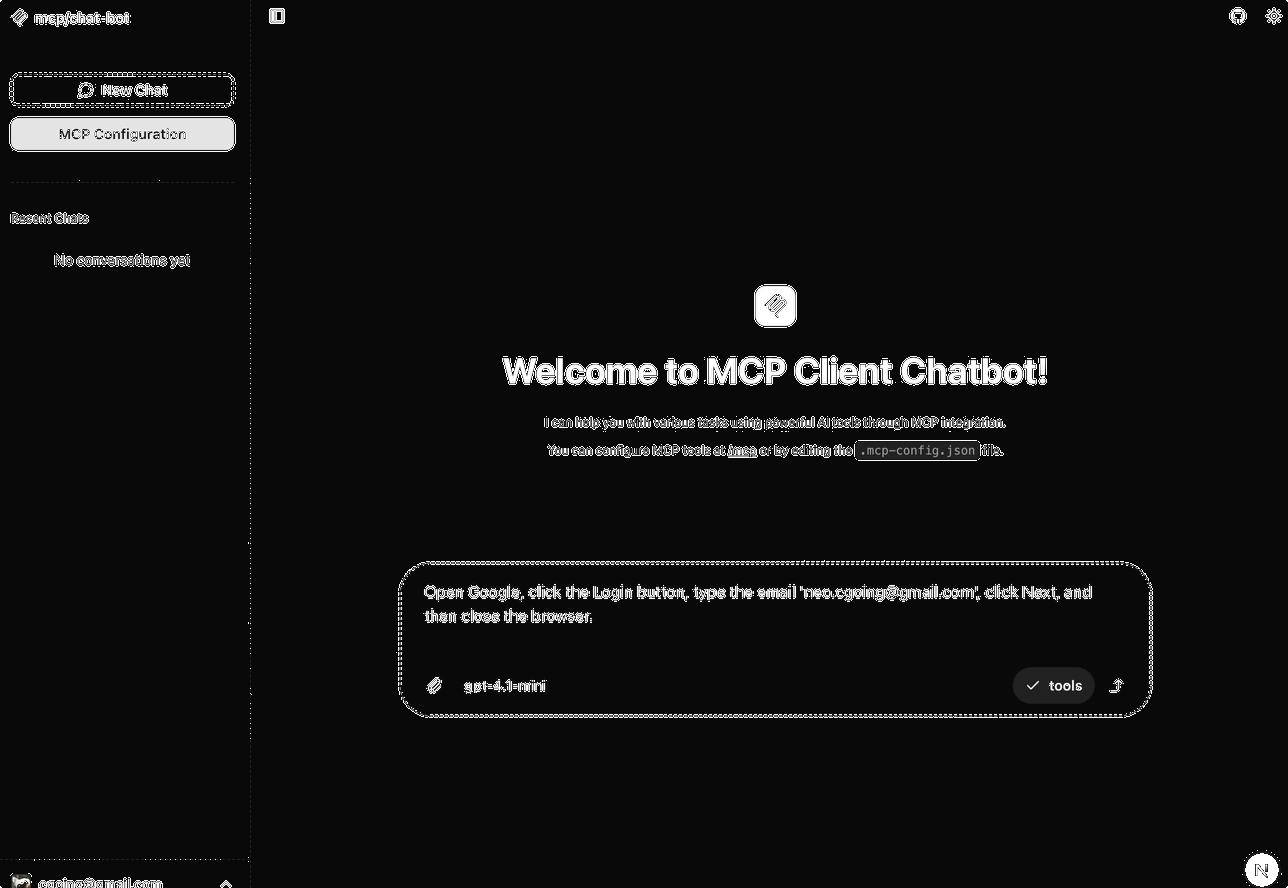 mcp/chat-bot
New Chat
MCP Configuration
Recent Chats
No conversations yet
Welcome to MCP Client Chatbot!
I can help you with various tasks using powerful AI tools through MCP integration.
You can configure MCP tools at /mcp or by editing the .mcp-config.json file.
Open Google, click the Login button, type the email 'neo.cgoing@gmail.com', click Next, and
then close the browser.
gpt-4.1-mini
tools
cgoing@gmail.com
N